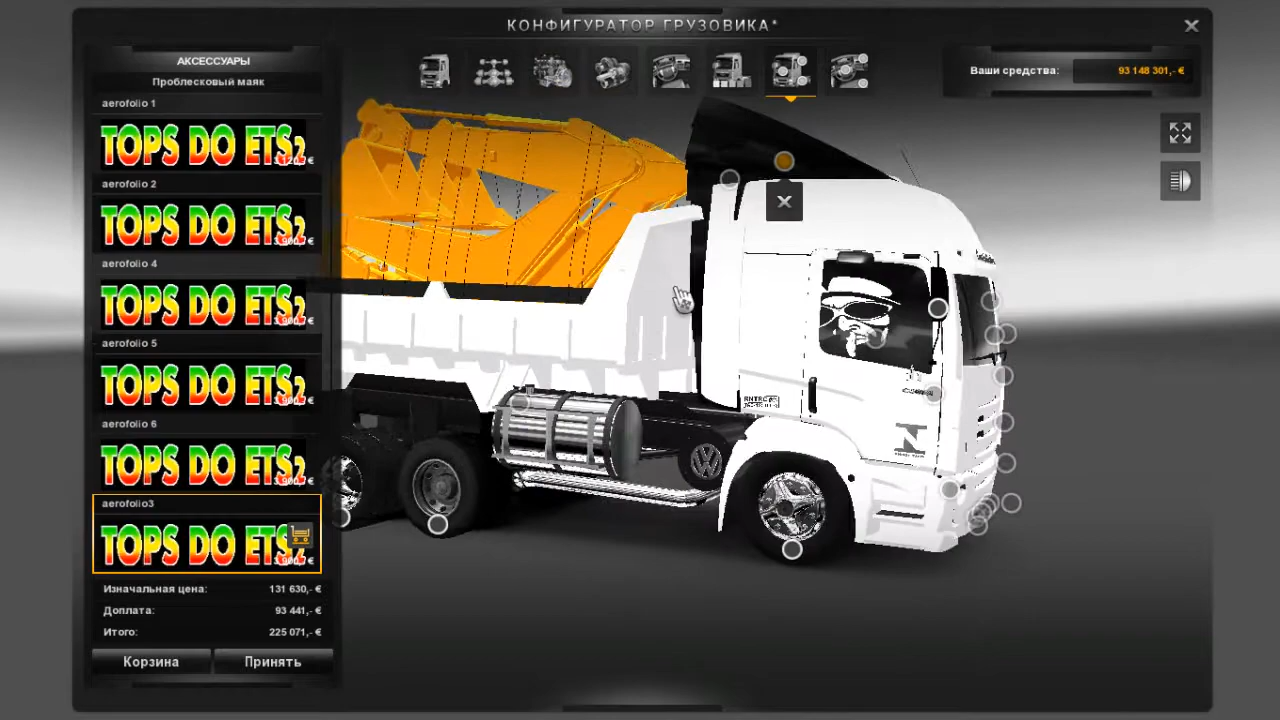 КОНФИГУРАТОР ГРУЗОВИКА*
АКСЕССУАРЫ
Проблесковый маяк
Ваши средства: 93 148 301,- €
aerofolio 1
TOPS DO ETS2
aerofolio 2
TOPS DO ETS2
aerofolio 4
TOPS DO ETS2
aerofolio 5
TOPS DO ETS2
aerofolio 6
TOPS DO ETS2
aerofolio3
TOPS DO ETS2
Изначальная цена: 131 630,- €
Доплата: 93 441,- €
Итого: 225 071,- €
Корзина
Принять
N